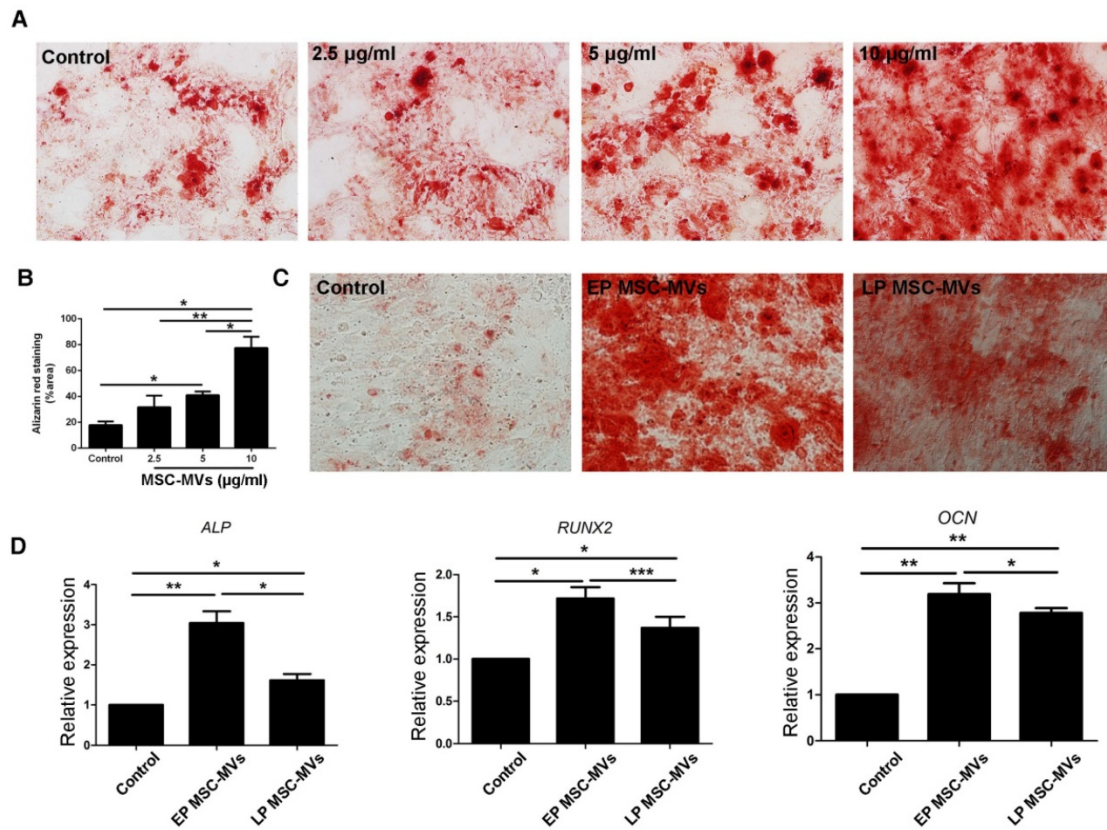 A
Control
2.5 µg/ml
5 µg/ml
10 µg/ml
B
*
**
*
*
100
80
60
40
20
0
Alizarin red staining
(%area)
Control
2.5
5
10
MSC-MVs (µg/ml)
C
Control
EP MSC-MVs
LP MSC-MVs
D
ALP
*
**
*
4
3
2
1
0
Relative expression
Control
EP MSC-MVs
LP MSC-MVs
RUNX2
*
*
***
2.0
1.5
1.0
0.5
0.0
Relative expression
Control
EP MSC-MVs
LP MSC-MVs
OCN
**
**
*
4
3
2
1
0
Relative expression
Control
EP MSC-MVs
LP MSC-MVs